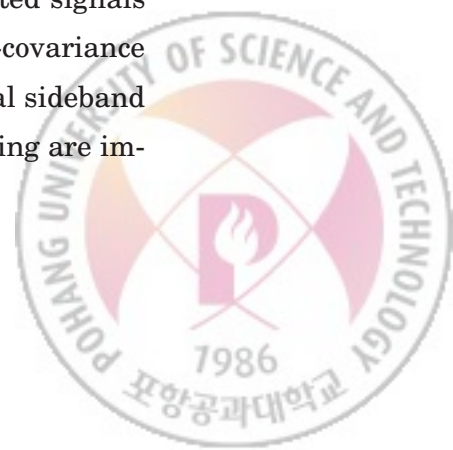 ted signals
-covariance
al sideband
ing are im-
POHANG UNIVERSITY OF SCIENCE AND TECHNOLOGY
1986
포항공과대학교